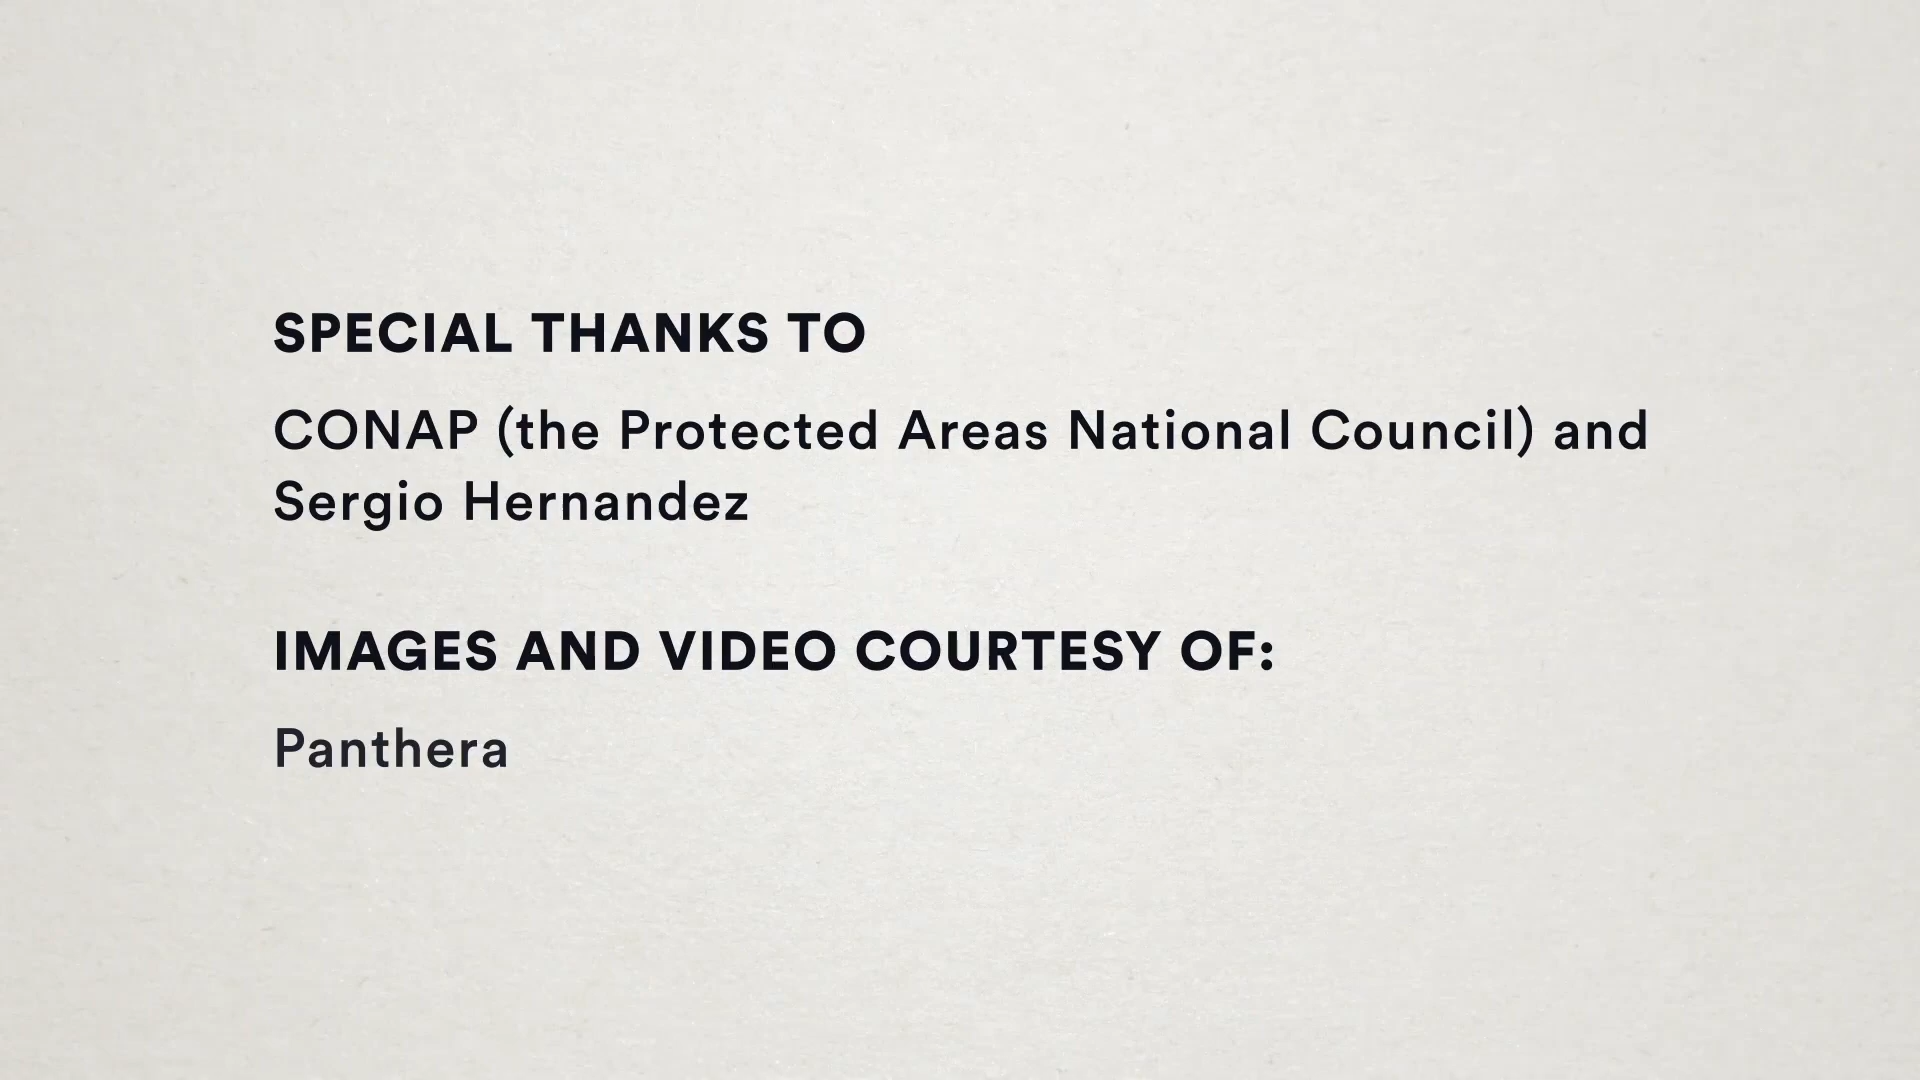 SPECIAL THANKS TO
CONAP (the Protected Areas National Council) and
Sergio Hernandez
IMAGES AND VIDEO COURTESY OF:
Panthera